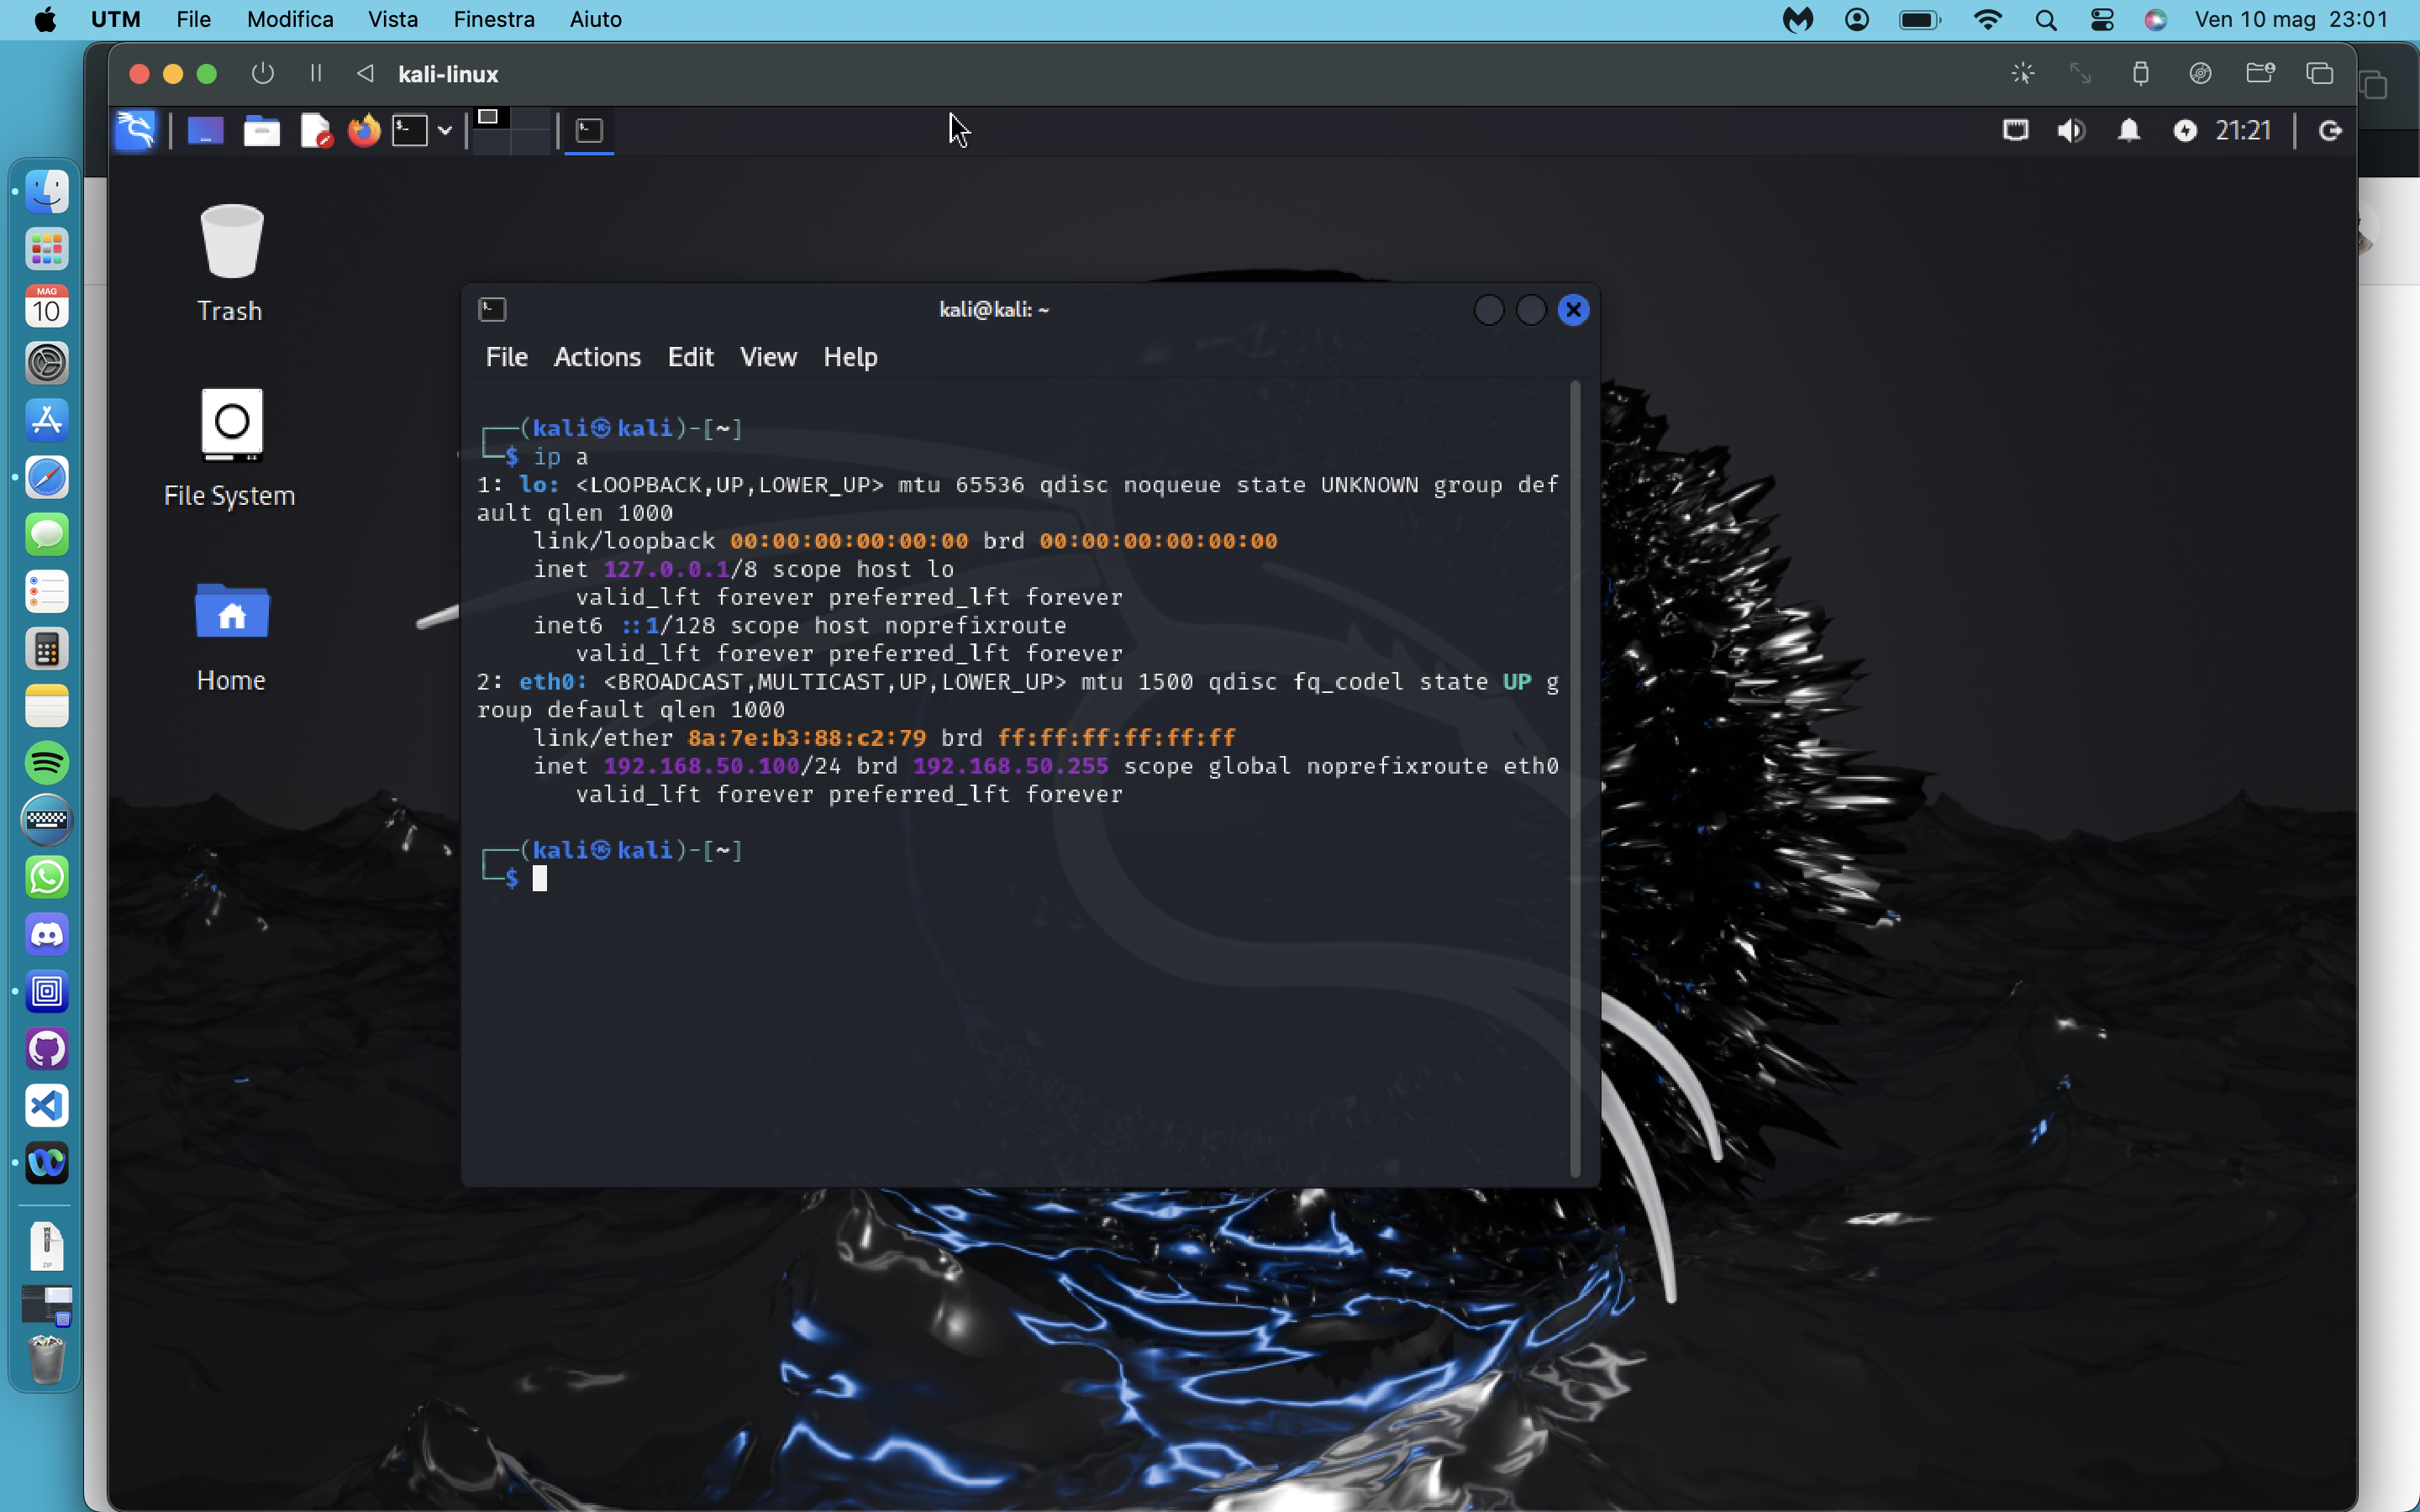 UTM File Modifica Vista Finestra Aiuto Ven 10 mag 23:01
kali-linux
21:21
MAG
10
Trash
File System
Home
ZIP
kali@kali: ~
File Actions Edit View Help
┌──(kali㉿kali)-[~]
└─$ ip a
1: lo: <LOOPBACK,UP,LOWER_UP> mtu 65536 qdisc noqueue state UNKNOWN group def
ault qlen 1000
link/loopback 00:00:00:00:00:00 brd 00:00:00:00:00:00
inet 127.0.0.1/8 scope host lo
valid_lft forever preferred_lft forever
inet6 ::1/128 scope host noprefixroute
valid_lft forever preferred_lft forever
2: eth0: <BROADCAST,MULTICAST,UP,LOWER_UP> mtu 1500 qdisc fq_codel state UP g
roup default qlen 1000
link/ether 8a:7e:b3:88:c2:79 brd ff:ff:ff:ff:ff:ff
inet 192.168.50.100/24 brd 192.168.50.255 scope global noprefixroute eth0
valid_lft forever preferred_lft forever
┌──(kali㉿kali)-[~]
└─$